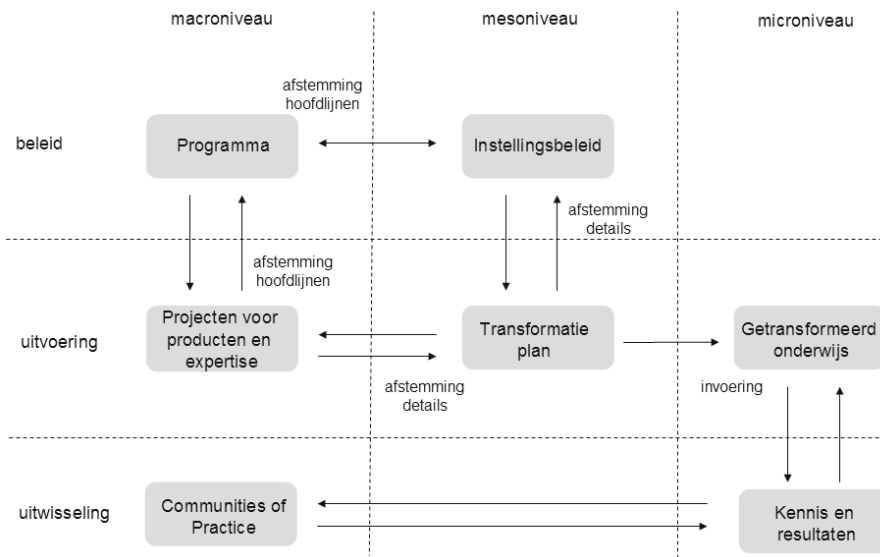 macroniveau
mesoniveau
microniveau
afstemming
hoofdlijnen
beleid
Programma
Instellingsbeleid
afstemming
details
afstemming
hoofdlijnen
uitvoering
Projecten voor
producten en
expertise
Transformatie
plan
Getransformeerd
onderwijs
afstemming
details
invoering
uitwisseling
Communities of
Practice
Kennis en
resultaten